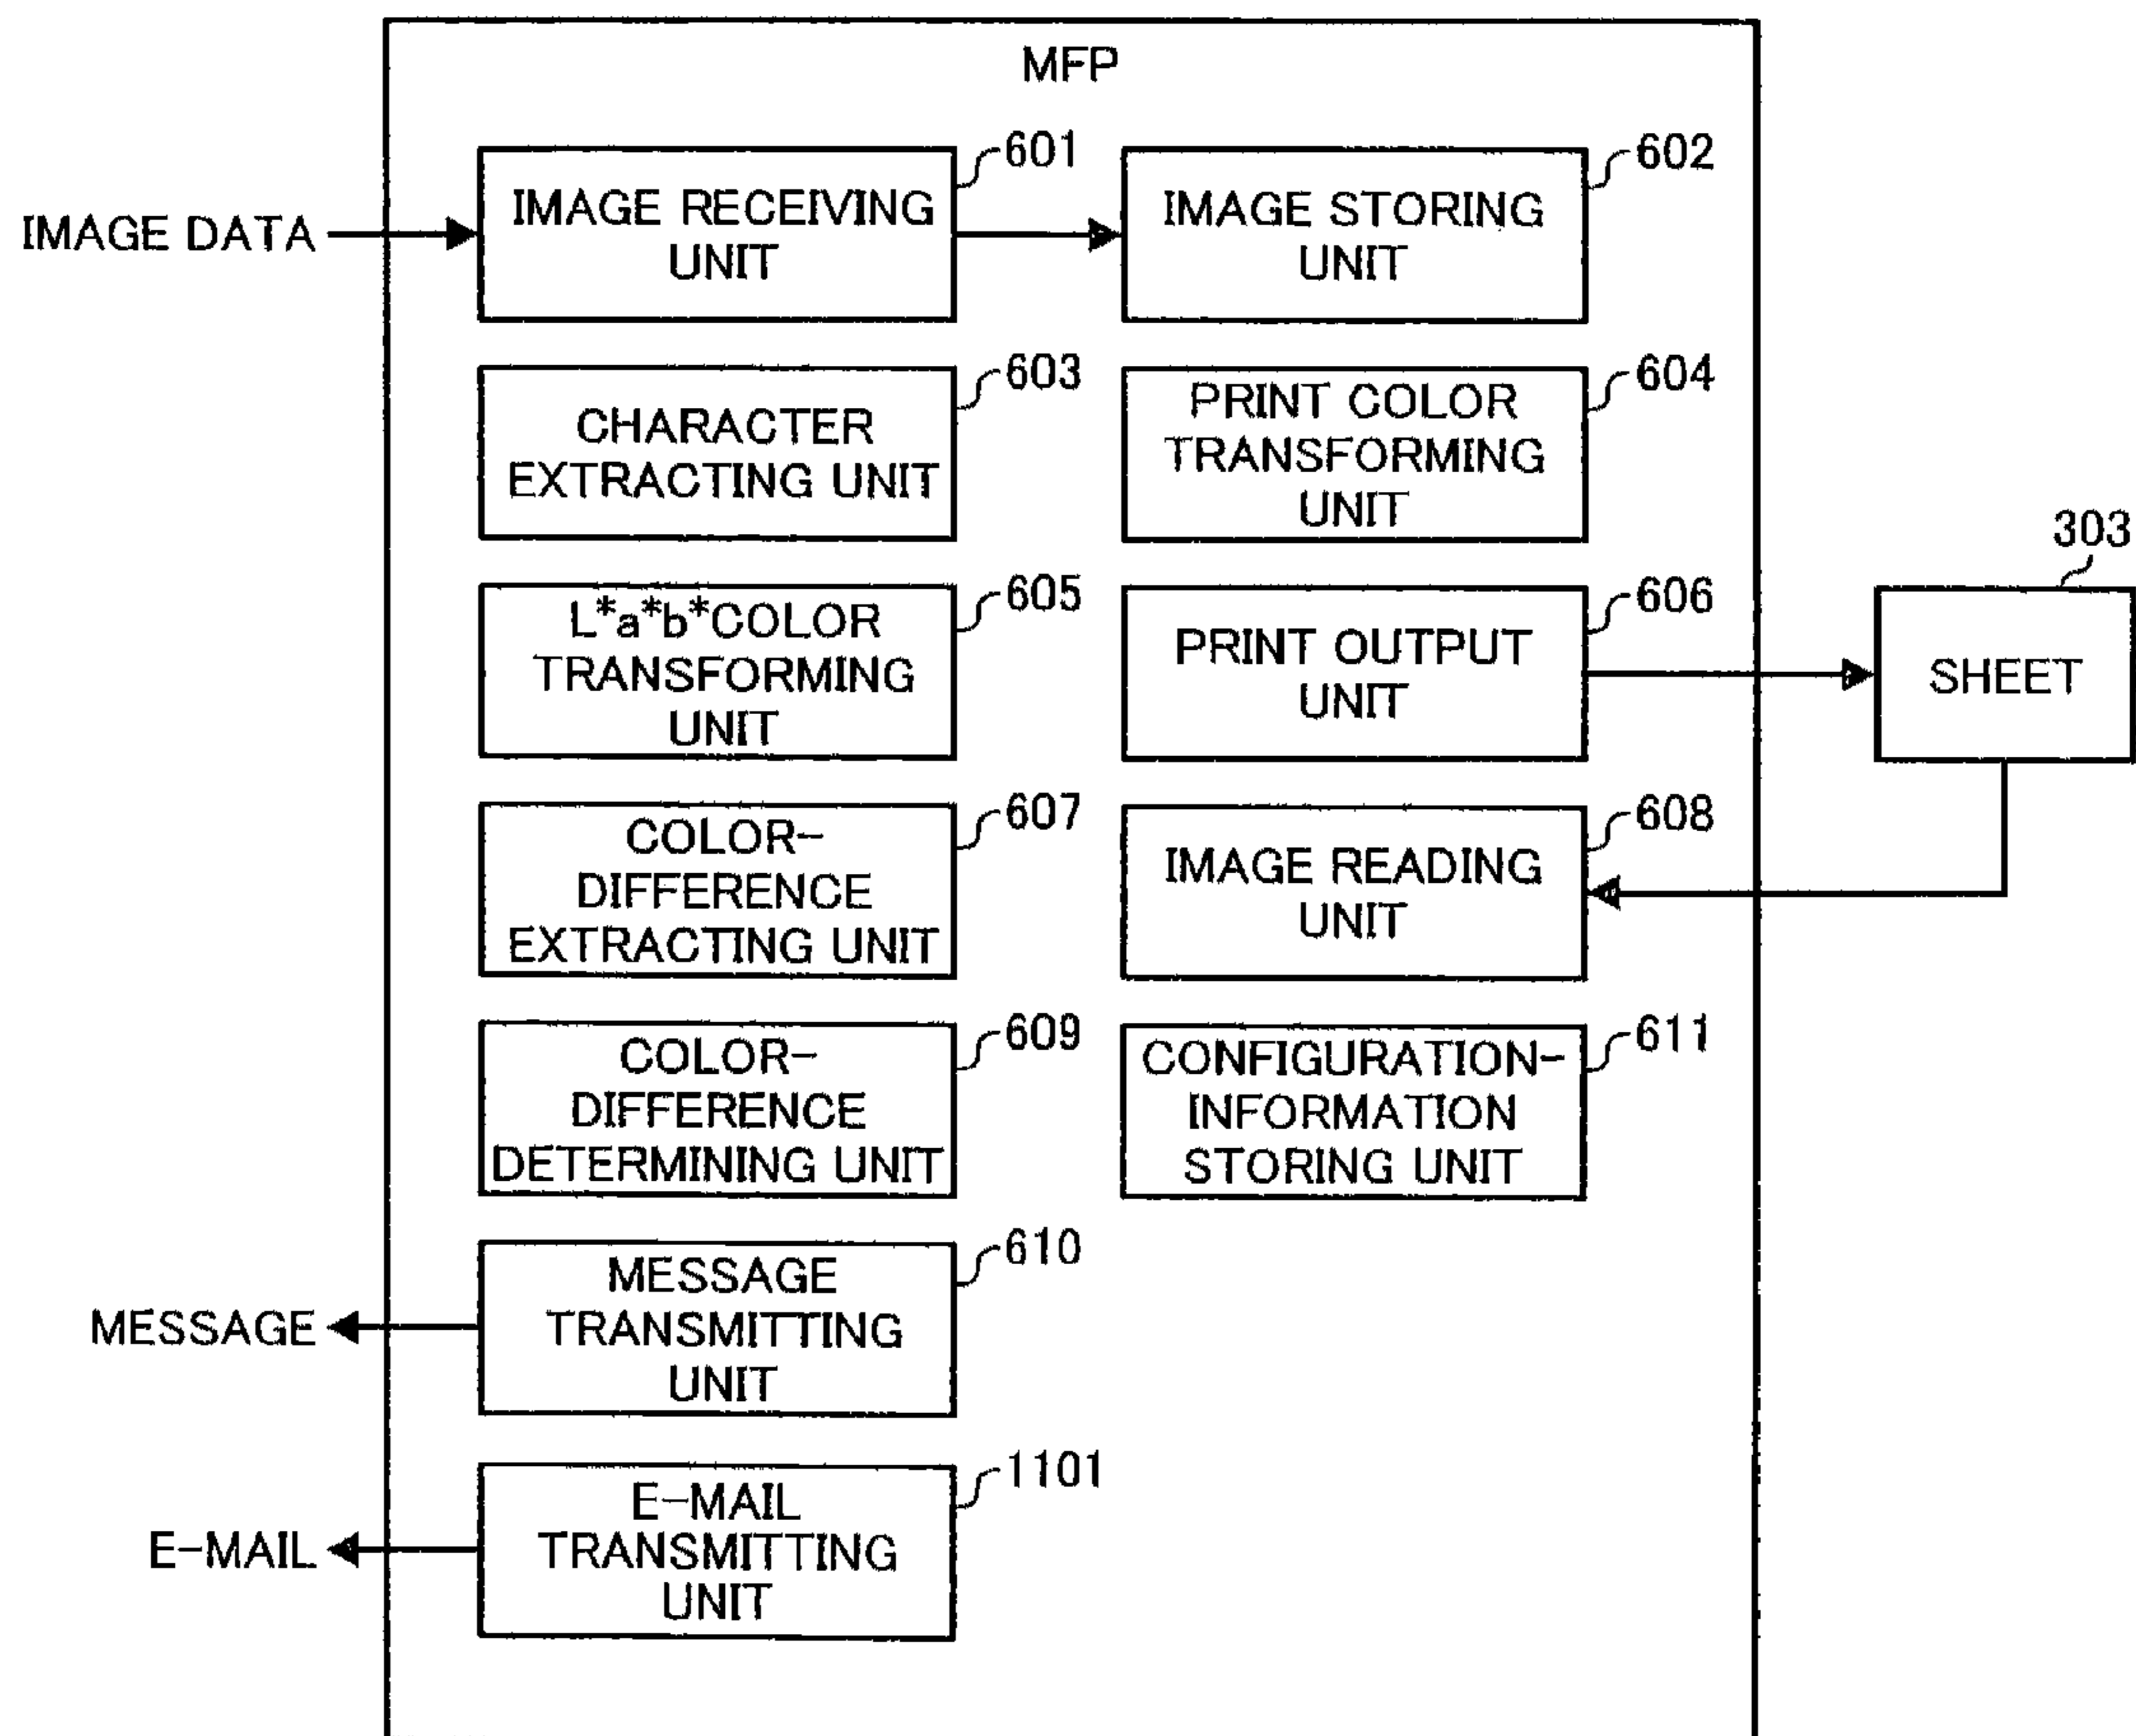 MFP
IMAGE DATA
601
IMAGE RECEIVING
UNIT
602
IMAGE STORING
UNIT
603
CHARACTER
EXTRACTING UNIT
604
PRINT COLOR
TRANSFORMING
UNIT
605
L*a*b*COLOR
TRANSFORMING
UNIT
606
PRINT OUTPUT
UNIT
303
SHEET
607
COLOR-
DIFFERENCE
EXTRACTING UNIT
608
IMAGE READING
UNIT
609
COLOR-
DIFFERENCE
DETERMINING UNIT
611
CONFIGURATION-
INFORMATION
STORING UNIT
610
MESSAGE
TRANSMITTING
UNIT
MESSAGE
1101
E-MAIL
TRANSMITTING
UNIT
E-MAIL